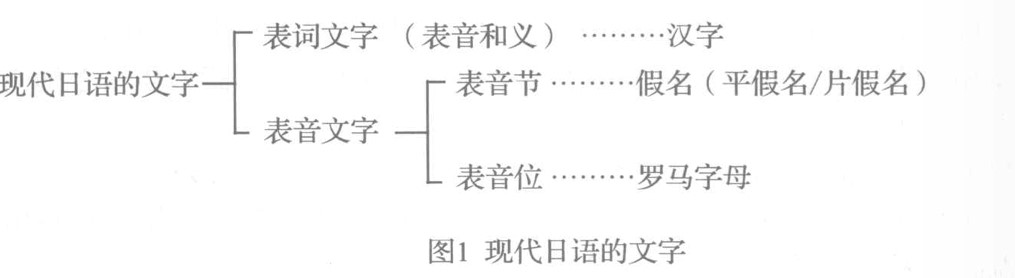 表词文字 （表音和义） ………汉字
现代日语的文字
表音节 ………假名（平假名/片假名）
表音文字
表音位 ………罗马字母
图1 现代日语的文字